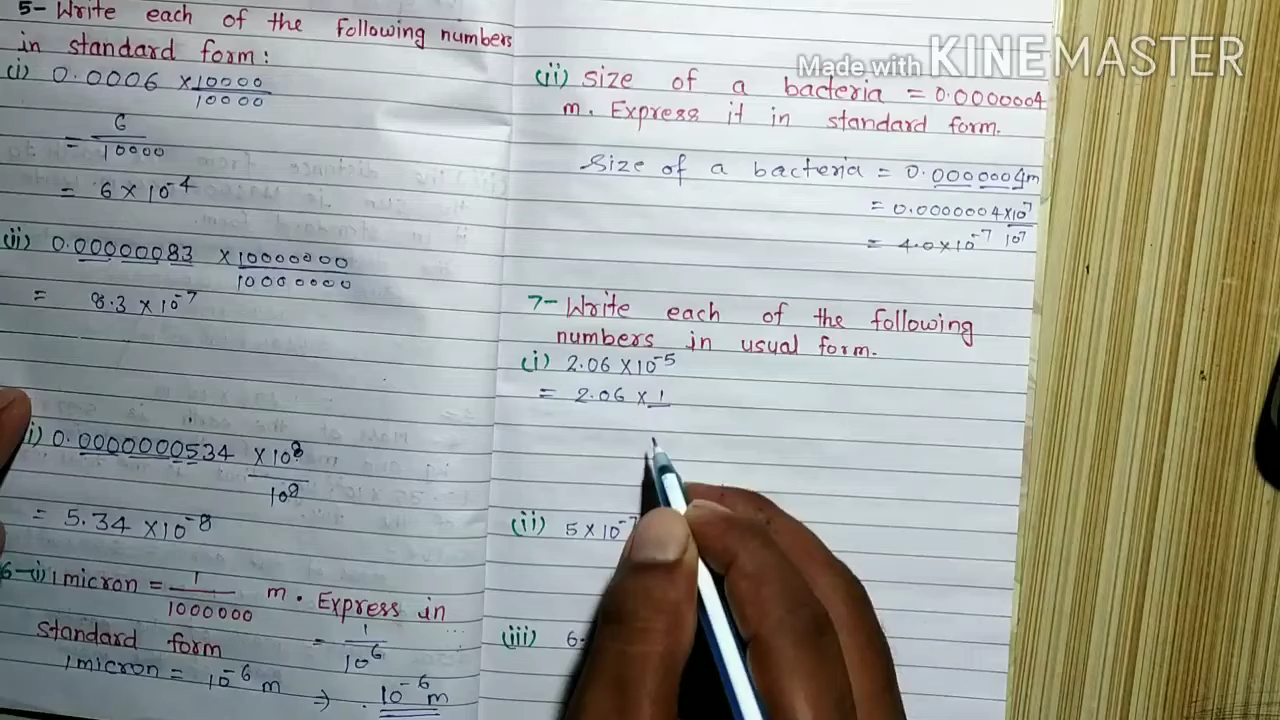 5- Write each of the following numbers
in standard form:
(i) 0.0006 × 10000
10000
= 6
10000
= 6 × 10⁻⁴
(ii) 0.00000083 × 10000000
10000000
= 8.3 × 10⁻⁷
i) 0.0000000534 × 10⁸
10⁸
= 5.34 × 10⁻⁸
6-(i) 1 micron = 1 m. Express in
1000000
standard form = 1
10⁶
1 micron = 10⁻⁶ m ⇒ 10⁻⁶ m
Made with KINEMASTER
(ii) size of a bacteria = 0.0000004
m. Express it in standard form.
Size of a bacteria = 0.0000004m
= 0.0000004 × 10⁷
10⁷
= 4.0 × 10⁻⁷
7- Write each of the following
numbers in usual form.
(i) 2.06 × 10⁻⁵
= 2.06 × 1
(ii) 5 × 10⁻⁷
(iii) 6.